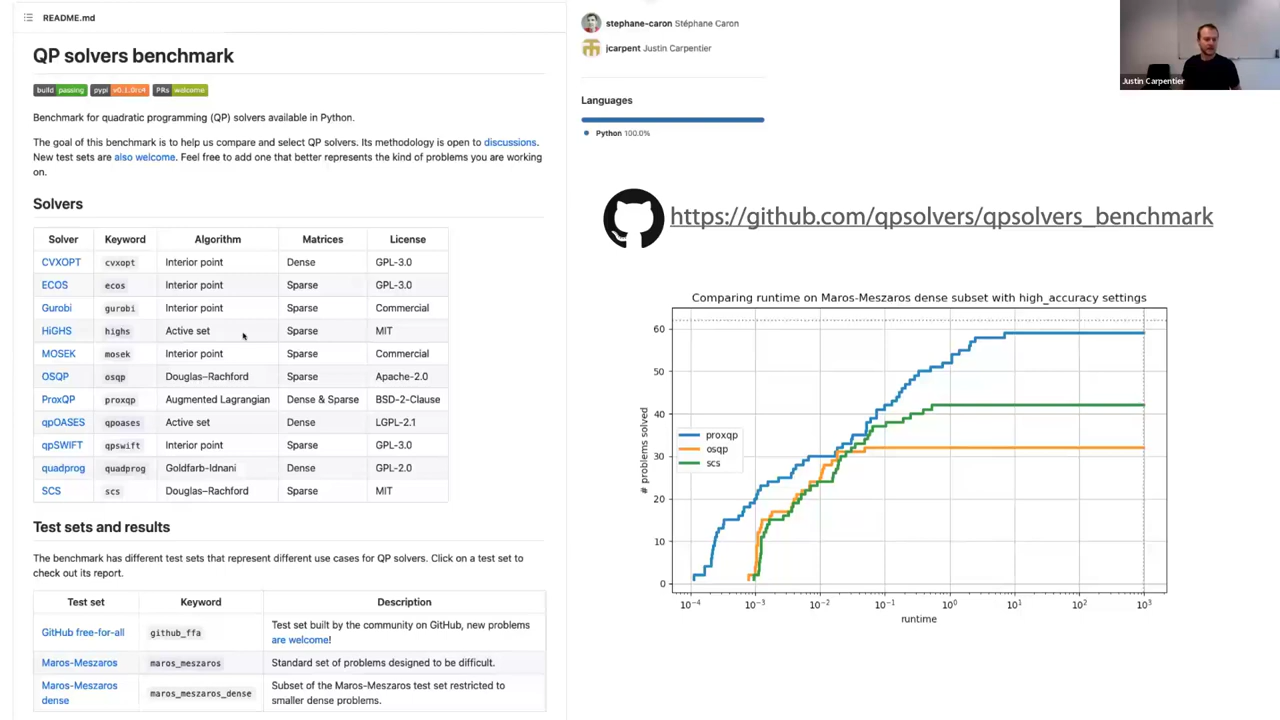 README.md
QP solvers benchmark
build passing pypi v0.1.0rc4 PRs welcome
Benchmark for quadratic programming (QP) solvers available in Python.
The goal of this benchmark is to help us compare and select QP solvers. Its methodology is open to discussions.
New test sets are also welcome. Feel free to add one that better represents the kind of problems you are working
on.
Solvers
Solver Keyword Algorithm Matrices License
CVXOPT cvxopt Interior point Dense GPL-3.0
ECOS ecos Interior point Sparse GPL-3.0
Gurobi gurobi Interior point Sparse Commercial
HiGHS highs Active set Sparse MIT
MOSEK mosek Interior point Sparse Commercial
OSQP osqp Douglas–Rachford Sparse Apache-2.0
ProxQP proxqp Augmented Lagrangian Dense & Sparse BSD-2-Clause
qpOASES qpoases Active set Dense LGPL-2.1
qpSWIFT qpswift Interior point Sparse GPL-3.0
quadprog quadprog Goldfarb-Idnani Dense GPL-2.0
SCS scs Douglas–Rachford Sparse MIT
Test sets and results
The benchmark has different test sets that represent different use cases for QP solvers. Click on a test set to
check out its report.
Test set Keyword Description
GitHub free-for-all github_ffa Test set built by the community on GitHub, new problems
are welcome!
Maros-Meszaros maros_meszaros Standard set of problems designed to be difficult.
Maros-Meszaros maros_meszaros_dense Subset of the Maros-Meszaros test set restricted to
dense smaller dense problems.
stephane-caron Stéphane Caron
jcarpent Justin Carpentier
Languages
Python 100.0%
Justin Carpentier
https://github.com/qpsolvers/qpsolvers_benchmark
Comparing runtime on Maros-Meszaros dense subset with high_accuracy settings
# problems solved
60
50
40
30
20
10
0
proxqp
osqp
scs
10⁻⁴ 10⁻³ 10⁻² 10⁻¹ 10⁰ 10¹ 10² 10³
runtime